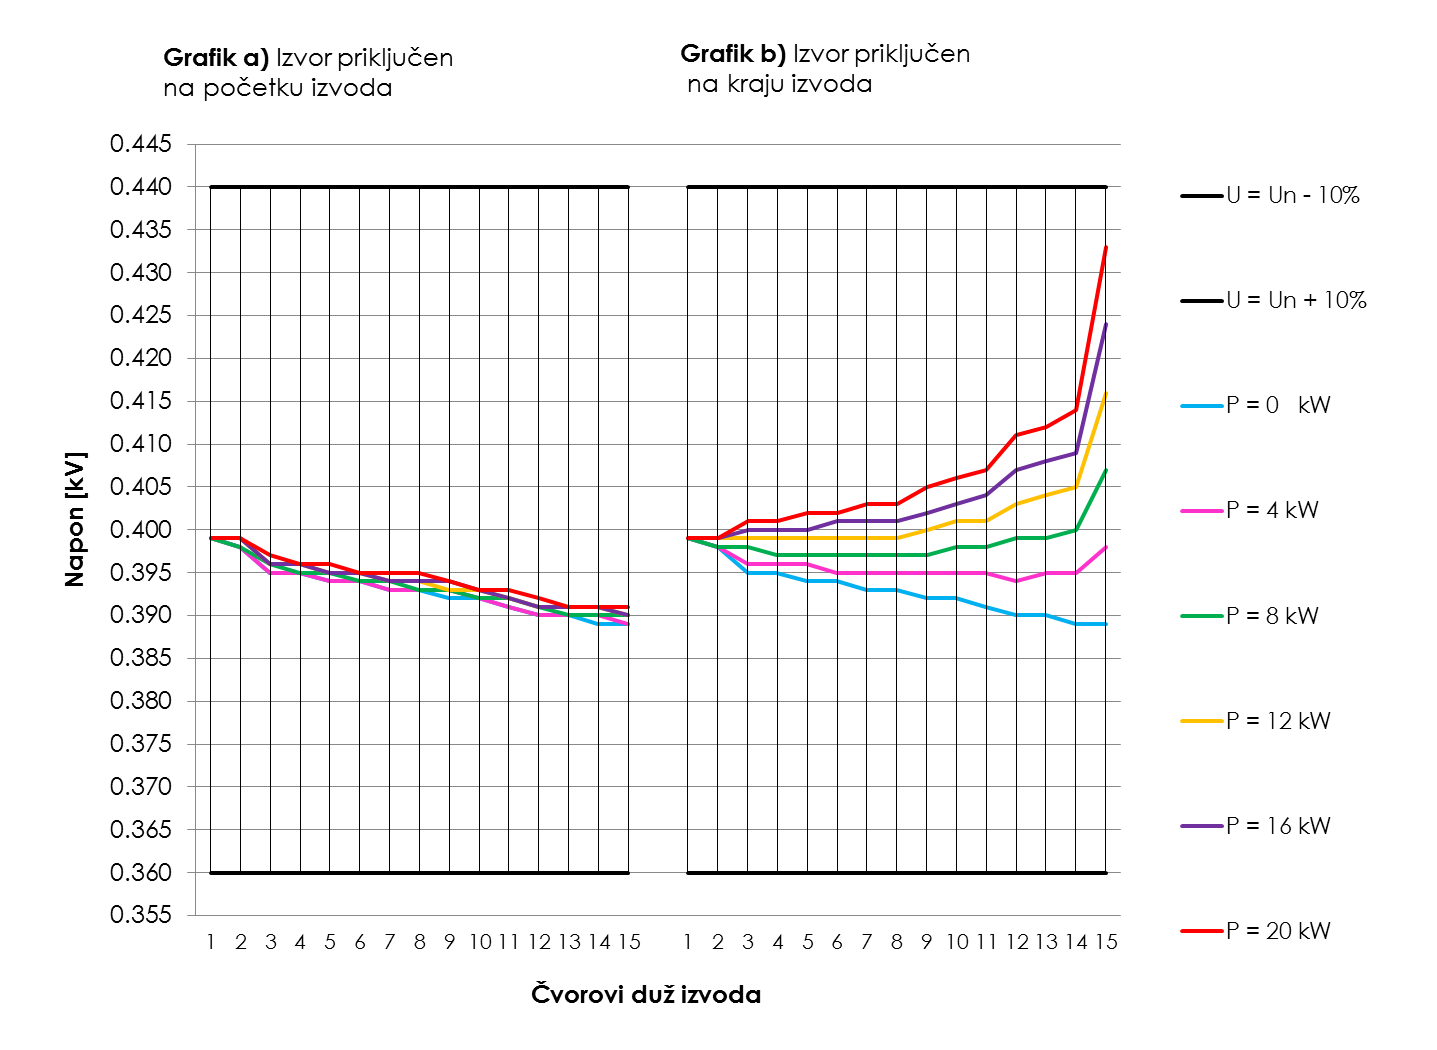 Grafik a) Izvor priključen
na početku izvoda
Grafik b) Izvor priključen
na kraju izvoda
0.445
0.440
0.435
0.430
0.425
0.420
0.415
0.410
0.405
0.400
0.395
0.390
0.385
0.380
0.375
0.370
0.365
0.360
0.355
Napon [kV]
1 2 3 4 5 6 7 8 9 10 11 12 13 14 15
1 2 3 4 5 6 7 8 9 10 11 12 13 14 15
Čvorovi duž izvoda
U = Un - 10%
U = Un + 10%
P = 0 kW
P = 4 kW
P = 8 kW
P = 12 kW
P = 16 kW
P = 20 kW